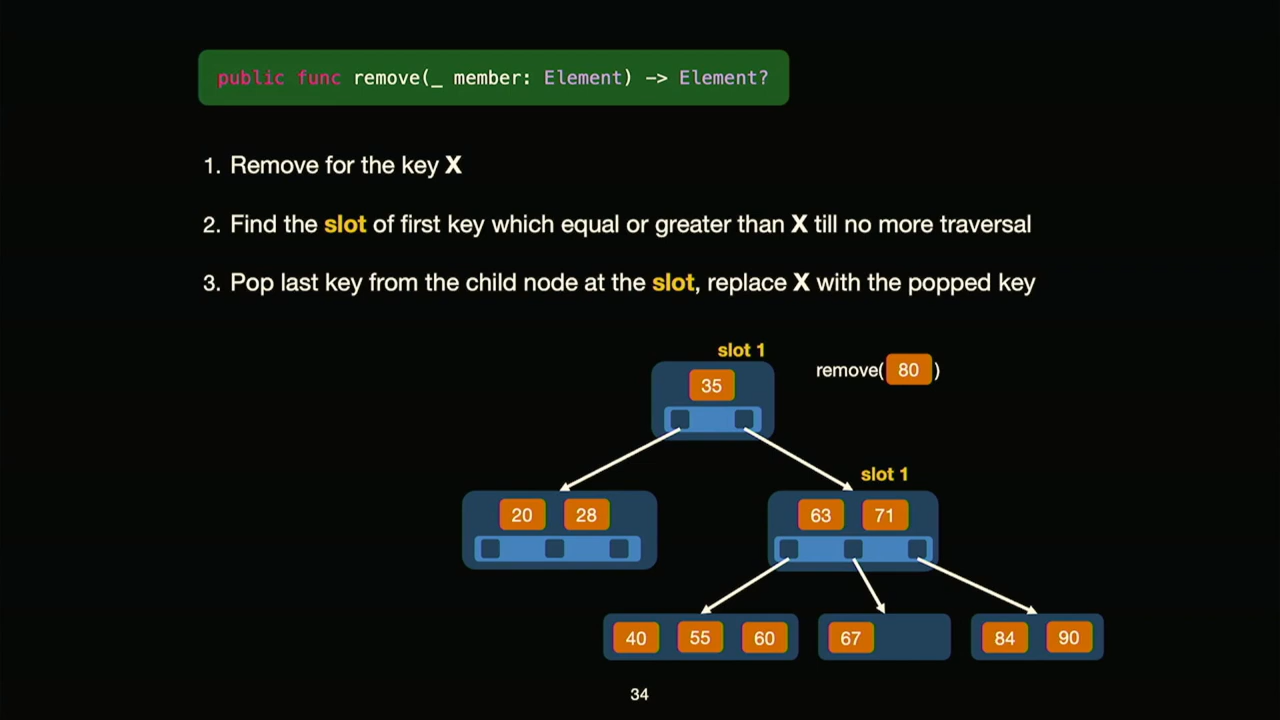 public func remove(_ member: Element) -> Element?
1. Remove for the key X
2. Find the slot of first key which equal or greater than X till no more traversal
3. Pop last key from the child node at the slot, replace X with the popped key
slot 1
35
remove( 80 )
slot 1
20 28
63 71
40 55 60
67
84 90
34